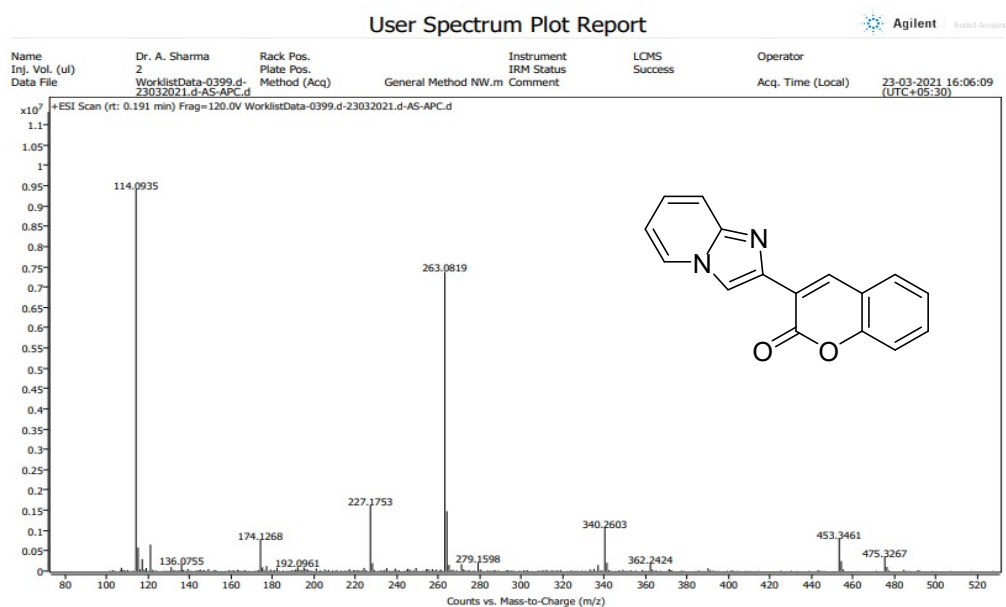 User Spectrum Plot Report
Agilent Trusted Answers
Name Dr. A. Sharma Rack Pos. Instrument LCMS Operator
Inj. Vol. (ul) 2 Plate Pos. IRM Status Success
Data File WorklistData-0399.d-23032021.d-AS-APC.d Method (Acq) General Method NW.m Comment Acq. Time (Local) 23-03-2021 16:06:09 (UTC+05:30)
x10⁷ +ESI Scan (rt: 0.191 min) Frag=120.0V WorklistData-0399.d-23032021.d-AS-APC.d
1.1
1.05
1
0.95
0.9
0.85
0.8
0.75
0.7
0.65
0.6
0.55
0.5
0.45
0.4
0.35
0.3
0.25
0.2
0.15
0.1
0.05
0
114.0935
136.0755
174.1268
192.0961
227.1753
263.0819
279.1598
340.2603
362.2424
453.3461
475.3267
N
N
O
O
80 100 120 140 160 180 200 220 240 260 280 300 320 340 360 380 400 420 440 460 480 500 520
Counts vs. Mass-to-Charge (m/z)